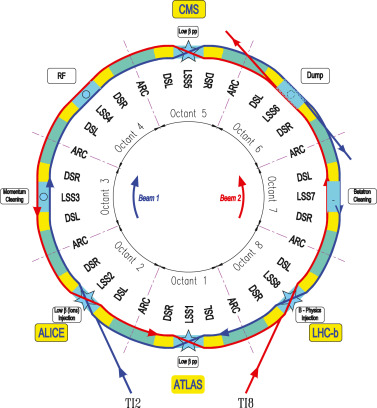 CMS
Low β pp
RF
Dump
ARC
DSL
LSS5
DSR
ARC
DSR
LSS4
DSL
Octant 5
DSL
LSS6
DSR
Octant 4
Octant 6
ARC
ARC
Momentum
Cleaning
DSR
LSS3
DSL
Octant 3
Beam 1
Beam 2
Octant 7
DSL
LSS7
DSR
Betatron
Cleaning
ARC
ARC
Octant 2
Octant 8
DSR
LSS2
DSL
Octant 1
DSL
LSS8
DSR
ARC
DSR
LSS1
DSL
ARC
Low β (Ions)
Injection
B - Physics
Injection
ALICE
LHC-b
Low β pp
ATLAS
TI2
TI8